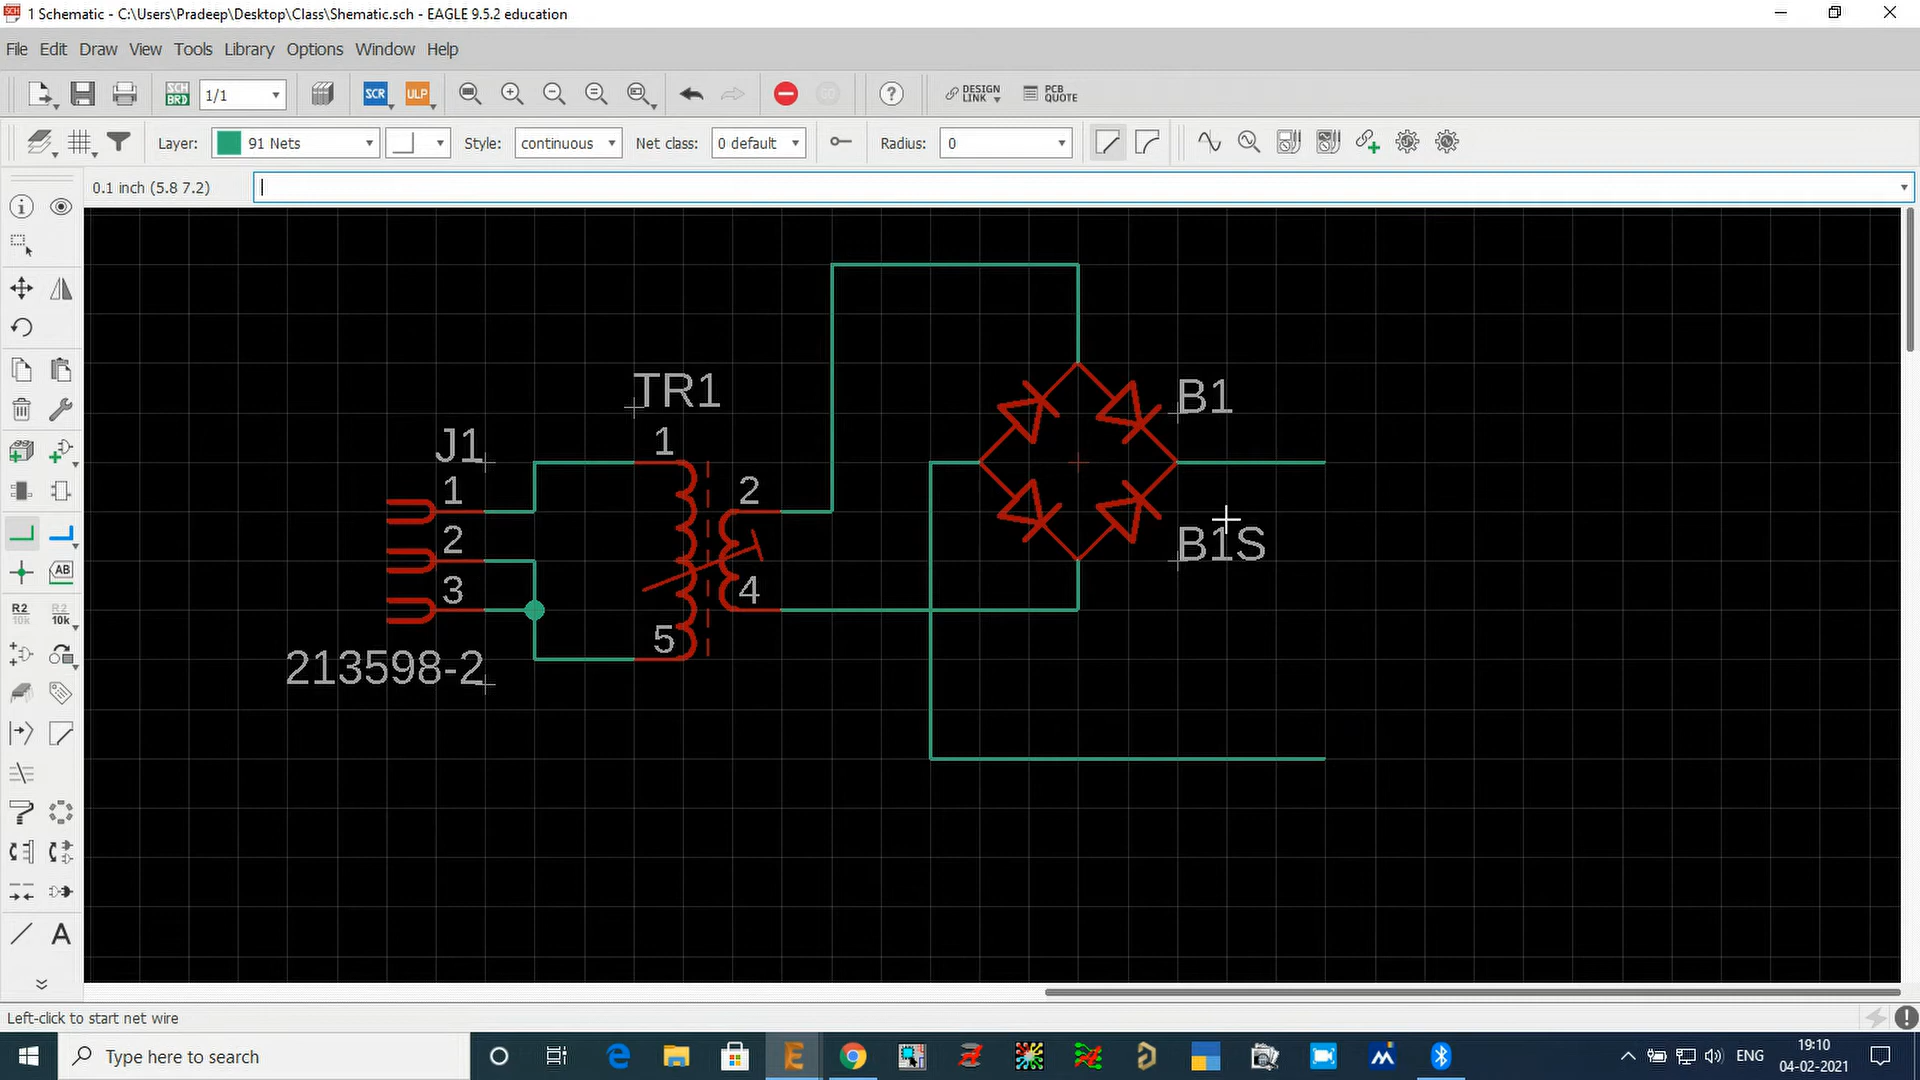 1 Schematic - C:\Users\Pradeep\Desktop\Class\Shematic.sch - EAGLE 9.5.2 education
File Edit Draw View Tools Library Options Window Help
SCH BRD 1/1 SCR ULP DESIGN LINK PCB QUOTE
Layer: 91 Nets Style: continuous Net class: 0 default Radius: 0
0.1 inch (5.8 7.2)
TR1
B1
J1
1
1
2
2
B1S
3
4
5
213598-2
AB
R2 10k R2 10k
A
Left-click to start net wire
Type here to search
ENG
19:10
04-02-2021